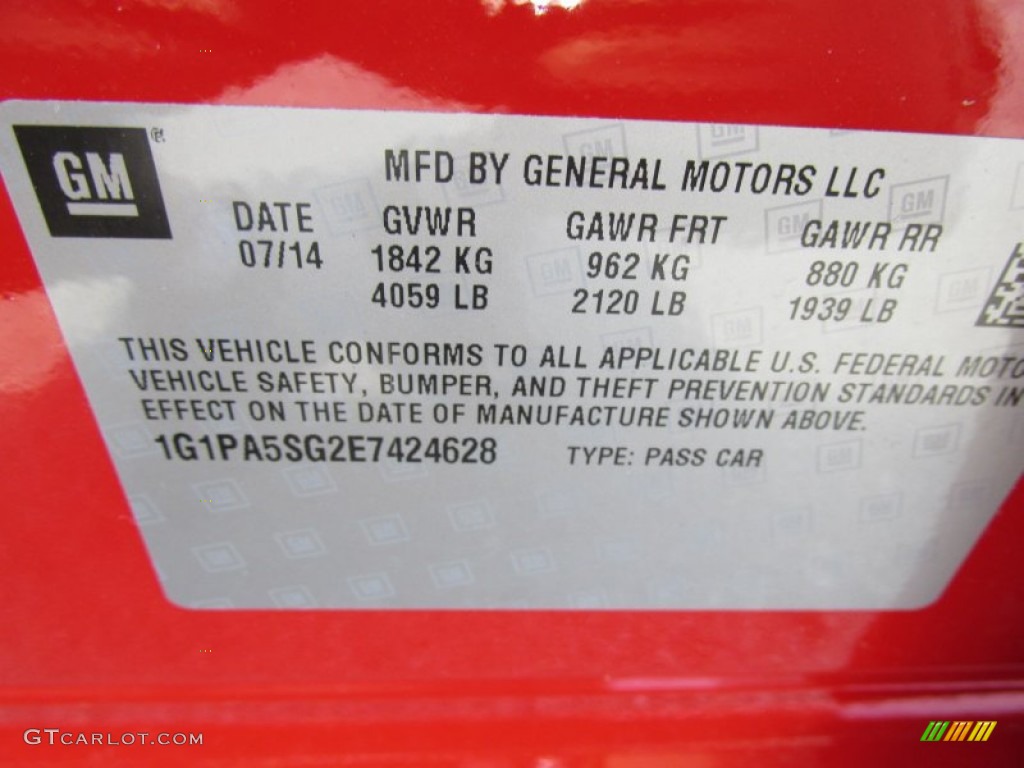 GM ®
MFD BY GENERAL MOTORS LLC
DATE GVWR GAWR FRT GAWR RR
07/14 1842 KG 962 KG 880 KG
4059 LB 2120 LB 1939 LB
THIS VEHICLE CONFORMS TO ALL APPLICABLE U.S. FEDERAL MOTO
VEHICLE SAFETY, BUMPER, AND THEFT PREVENTION STANDARDS IN
EFFECT ON THE DATE OF MANUFACTURE SHOWN ABOVE.
1G1PA5SG2E7424628 TYPE: PASS CAR
GTCARLOT.COM